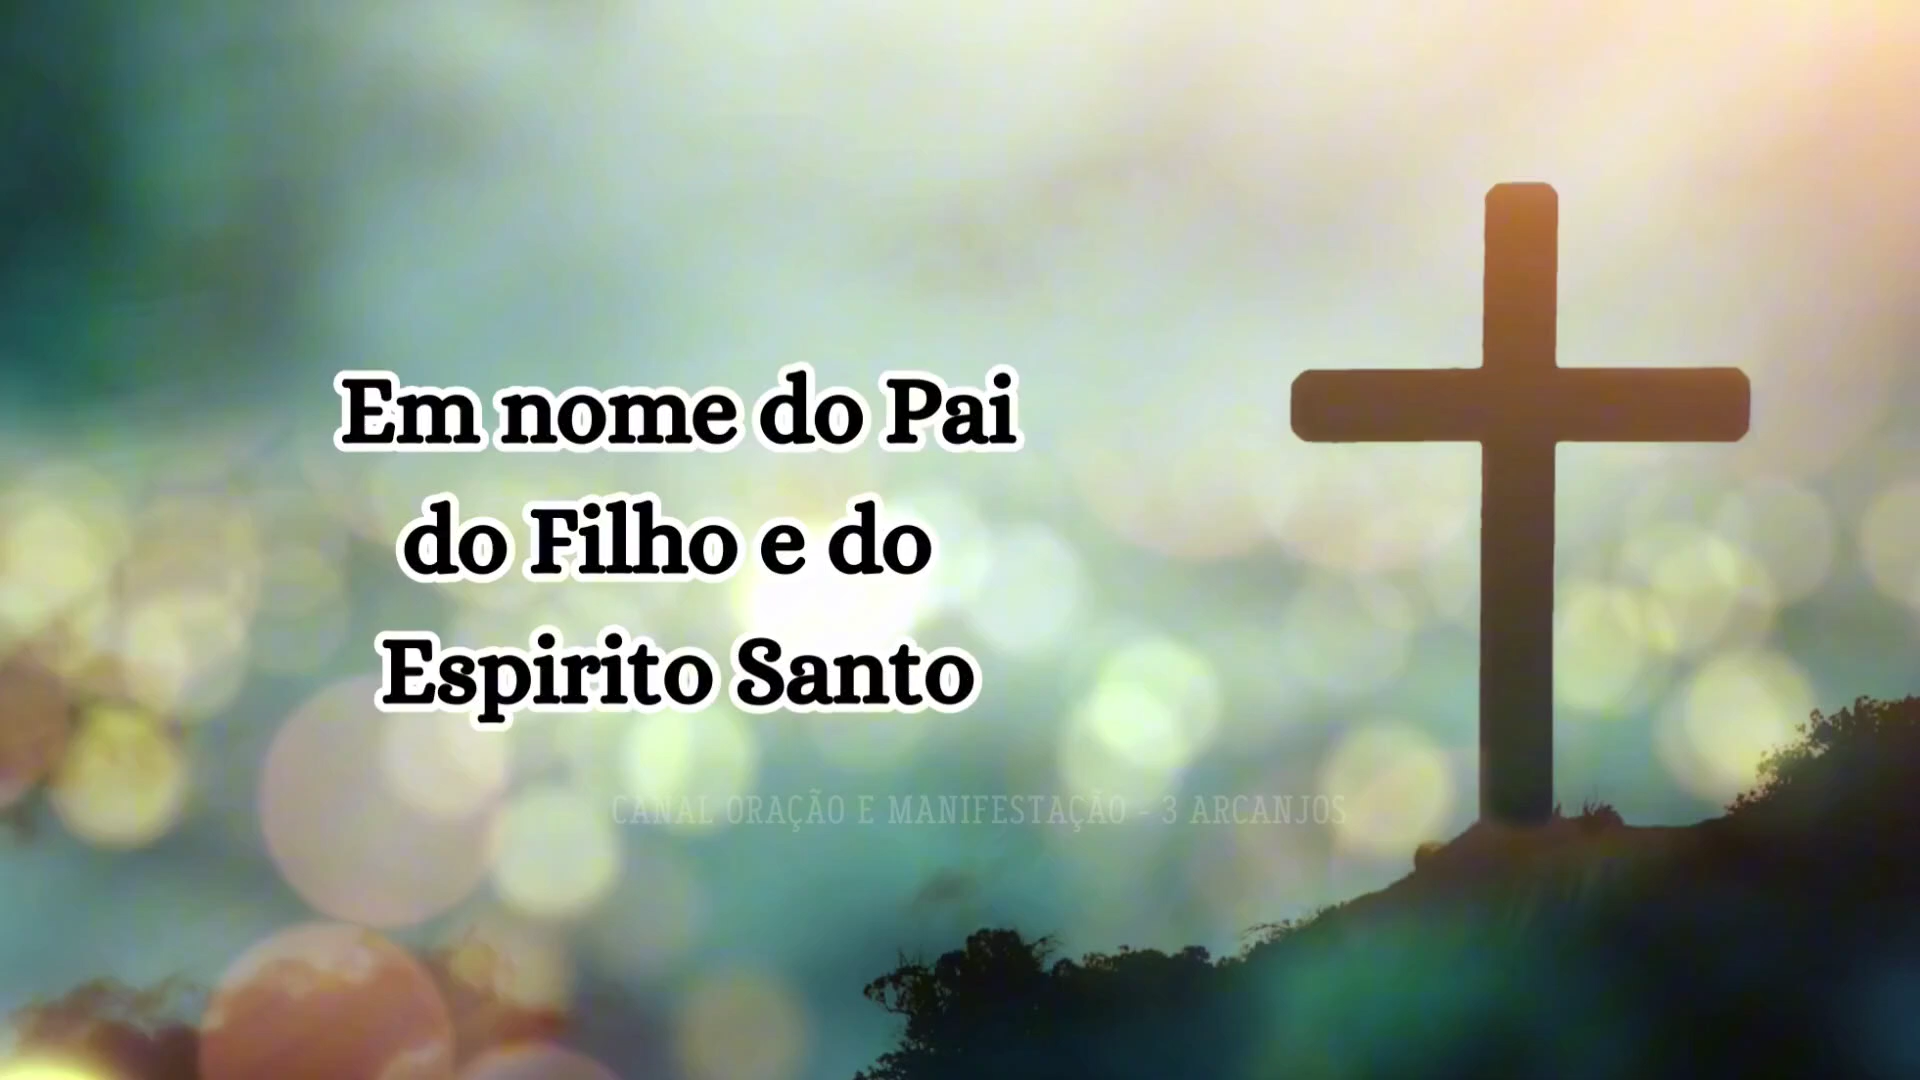 Em nome do Pai
do Filho e do
Espirito Santo
CANAL ORAÇÃO E MANIFESTAÇÃO - 3 ARCANJOS